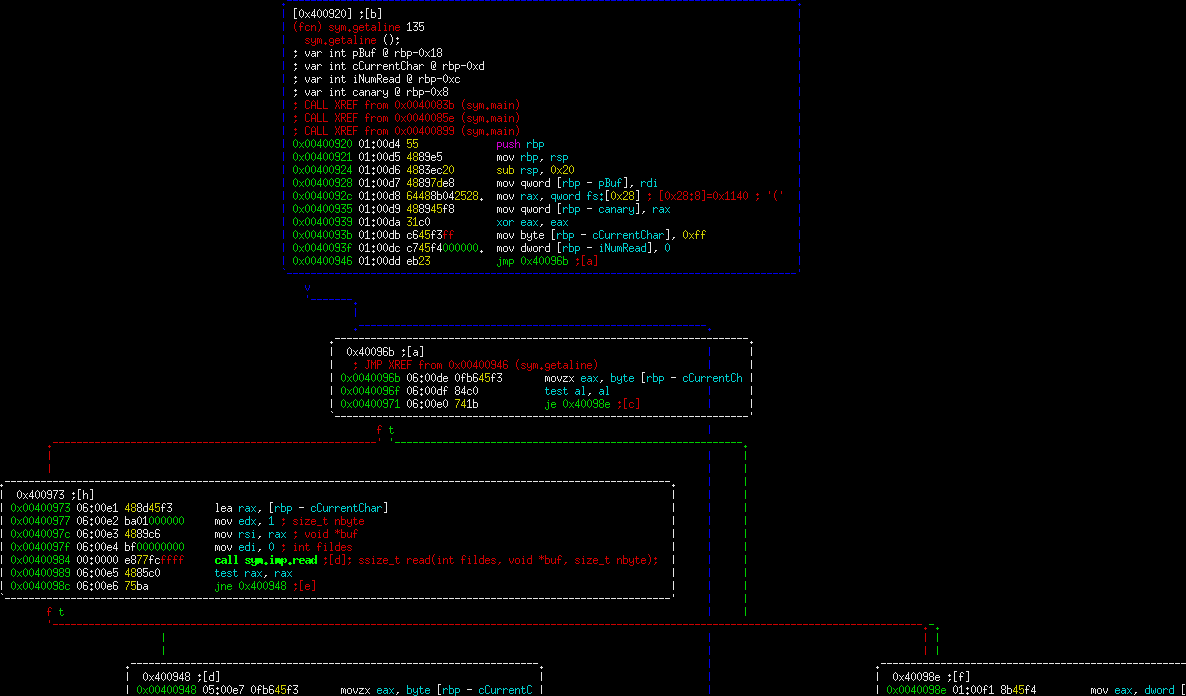 [0x400920] ;[b]
(fcn) sym.getaline 135
sym.getaline ();
; var int pBuf @ rbp-0x18
; var int cCurrentChar @ rbp-0xd
; var int iNumRead @ rbp-0xc
; var int canary @ rbp-0x8
; CALL XREF from 0x0040083b (sym.main)
; CALL XREF from 0x0040085e (sym.main)
; CALL XREF from 0x00400899 (sym.main)
0x00400920 01:00d4 55 push rbp
0x00400921 01:00d5 4889e5 mov rbp, rsp
0x00400924 01:00d6 4883ec20 sub rsp, 0x20
0x00400928 01:00d7 48897de8 mov qword [rbp - pBuf], rdi
0x0040092c 01:00d8 64488b042528. mov rax, qword fs:[0x28] ; [0x28:8]=0x1140 ; '('
0x00400935 01:00d9 488945f8 mov qword [rbp - canary], rax
0x00400939 01:00da 31c0 xor eax, eax
0x0040093b 01:00db c645f3ff mov byte [rbp - cCurrentChar], 0xff
0x0040093f 01:00dc c745f4000000. mov dword [rbp - iNumRead], 0
0x00400946 01:00dd eb23 jmp 0x40096b ;[a]
v
0x40096b ;[a]
; JMP XREF from 0x00400946 (sym.getaline)
0x0040096b 06:00de 0fb645f3 movzx eax, byte [rbp - cCurrentCh
0x0040096f 06:00df 84c0 test al, al
0x00400971 06:00e0 741b je 0x40098e ;[c]
f t
0x400973 ;[h]
0x00400973 06:00e1 488d45f3 lea rax, [rbp - cCurrentChar]
0x00400977 06:00e2 ba01000000 mov edx, 1 ; size_t nbyte
0x0040097c 06:00e3 4889c6 mov rsi, rax ; void *buf
0x0040097f 06:00e4 bf00000000 mov edi, 0 ; int fildes
0x00400984 00:0000 e877fcffff call sym.imp.read ;[d]; ssize_t read(int fildes, void *buf, size_t nbyte);
0x00400989 06:00e5 4885c0 test rax, rax
0x0040098c 06:00e6 75ba jne 0x400948 ;[e]
f t
0x400948 ;[d]
0x00400948 05:00e7 0fb645f3 movzx eax, byte [rbp - cCurrentC
0x40098e ;[f]
0x0040098e 01:00f1 8b45f4 mov eax, dword [